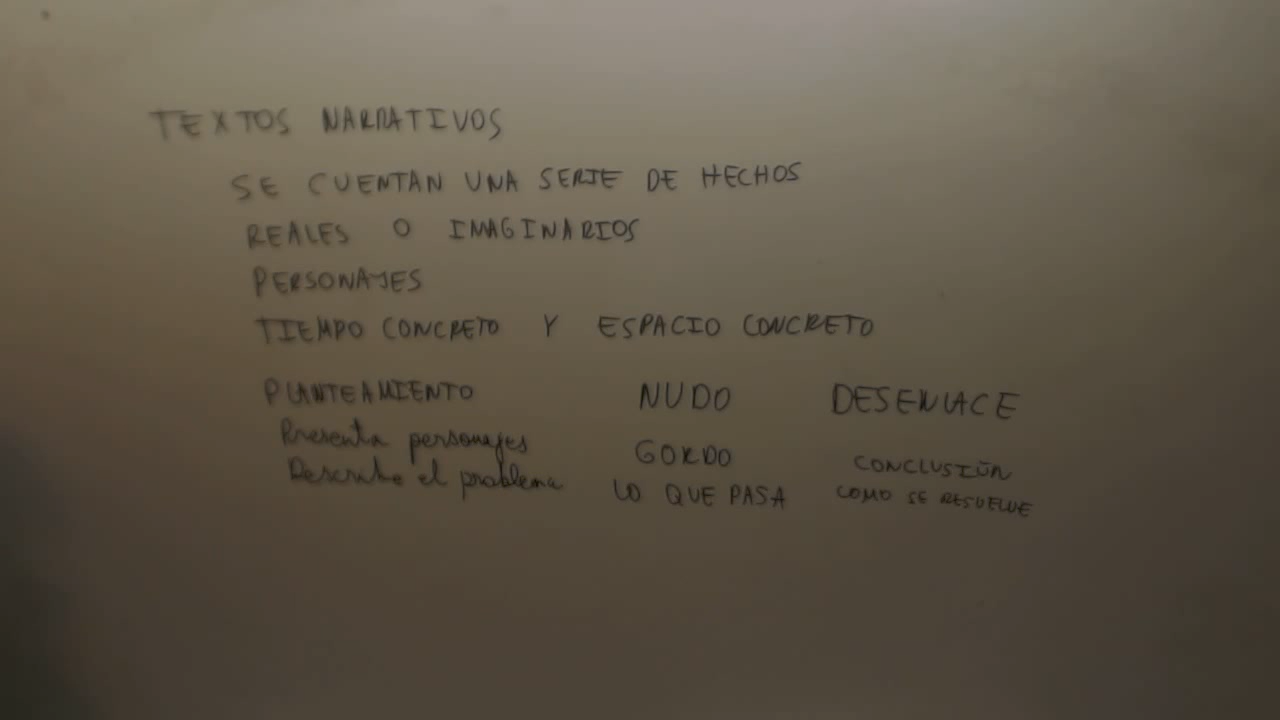 TEXTOS NARRATIVOS
SE CUENTAN UNA SERIE DE HECHOS
REALES O IMAGINARIOS
PERSONAJES
TIEMPO CONCRETO Y ESPACIO CONCRETO
PLANTEAMIENTO NUDO DESENLACE
Presenta personajes GORDO CONCLUSIÓN
Describe el problema LO QUE PASA COMO SE RESUELVE